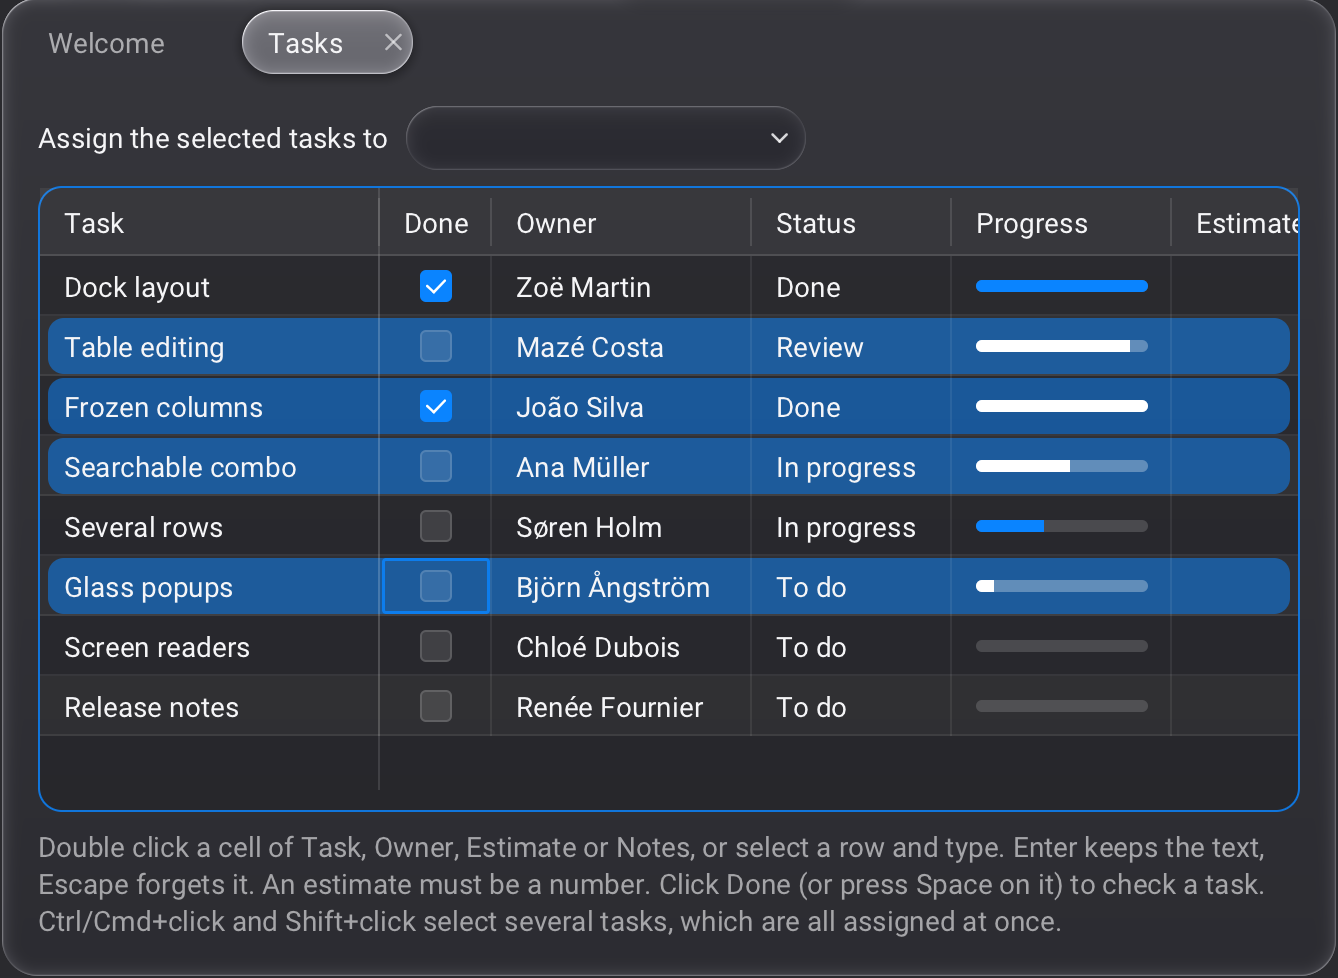 Welcome
Tasks
Assign the selected tasks to
Task Done Owner Status Progress Estimate
Dock layout Zoë Martin Done
Table editing Mazé Costa Review
Frozen columns João Silva Done
Searchable combo Ana Müller In progress
Several rows Søren Holm In progress
Glass popups Björn Ångström To do
Screen readers Chloé Dubois To do
Release notes Renée Fournier To do
Double click a cell of Task, Owner, Estimate or Notes, or select a row and type. Enter keeps the text,
Escape forgets it. An estimate must be a number. Click Done (or press Space on it) to check a task.
Ctrl/Cmd+click and Shift+click select several tasks, which are all assigned at once.